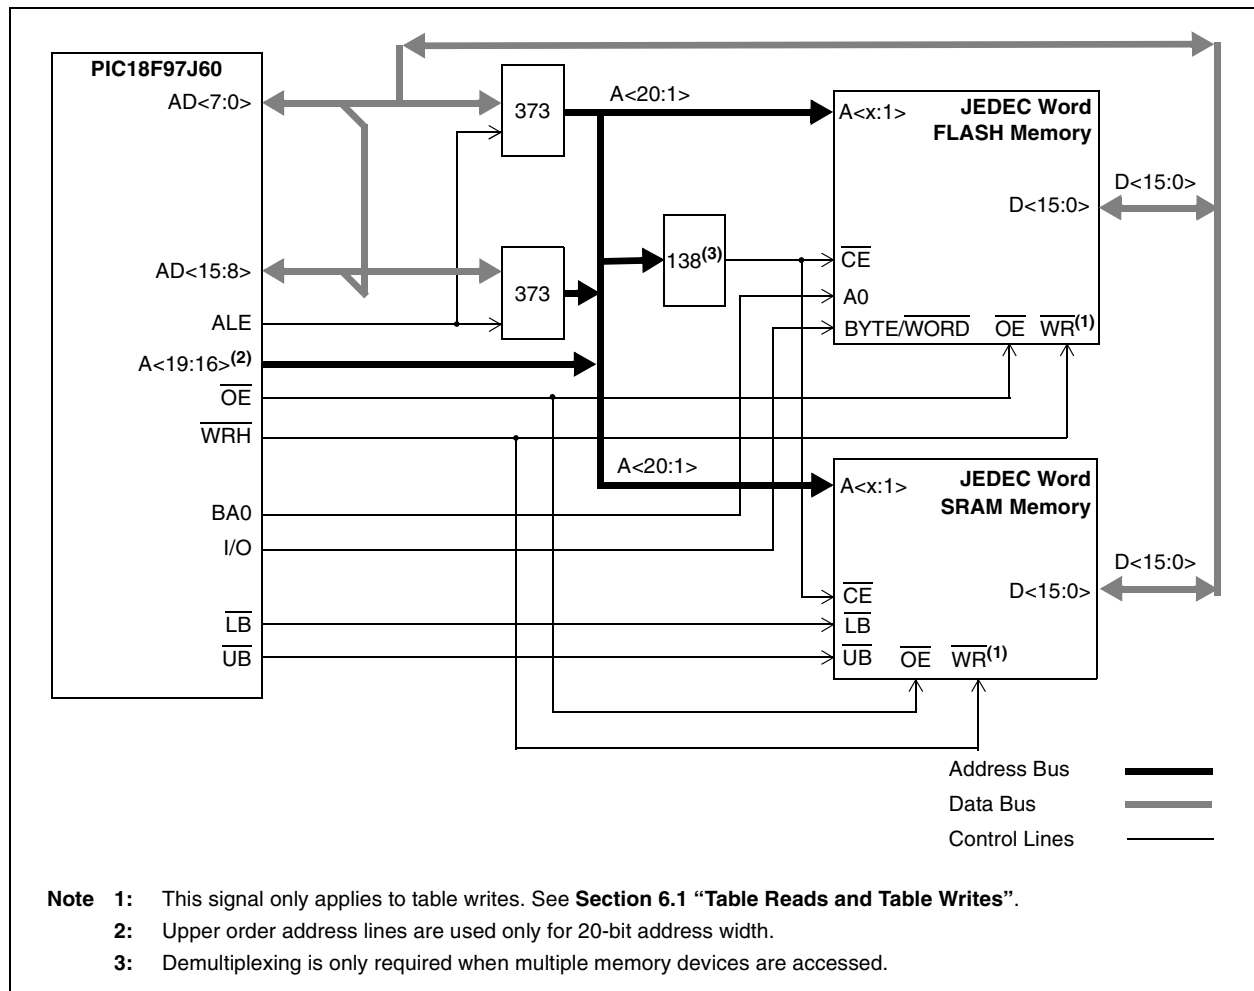 PIC18F97J60
AD<7:0>
AD<15:8>
ALE
A<19:16>(2)
OE
WRH
BA0
I/O
LB
UB
373
373
A<20:1>
138(3)
A<20:1>
A<x:1>
JEDEC Word
FLASH Memory
D<15:0>
D<15:0>
CE
A0
BYTE/WORD
OE
WR(1)
A<x:1>
JEDEC Word
SRAM Memory
D<15:0>
D<15:0>
CE
LB
UB
OE
WR(1)
Address Bus
Data Bus
Control Lines
Note 1: This signal only applies to table writes. See Section 6.1 “Table Reads and Table Writes”.
2: Upper order address lines are used only for 20-bit address width.
3: Demultiplexing is only required when multiple memory devices are accessed.